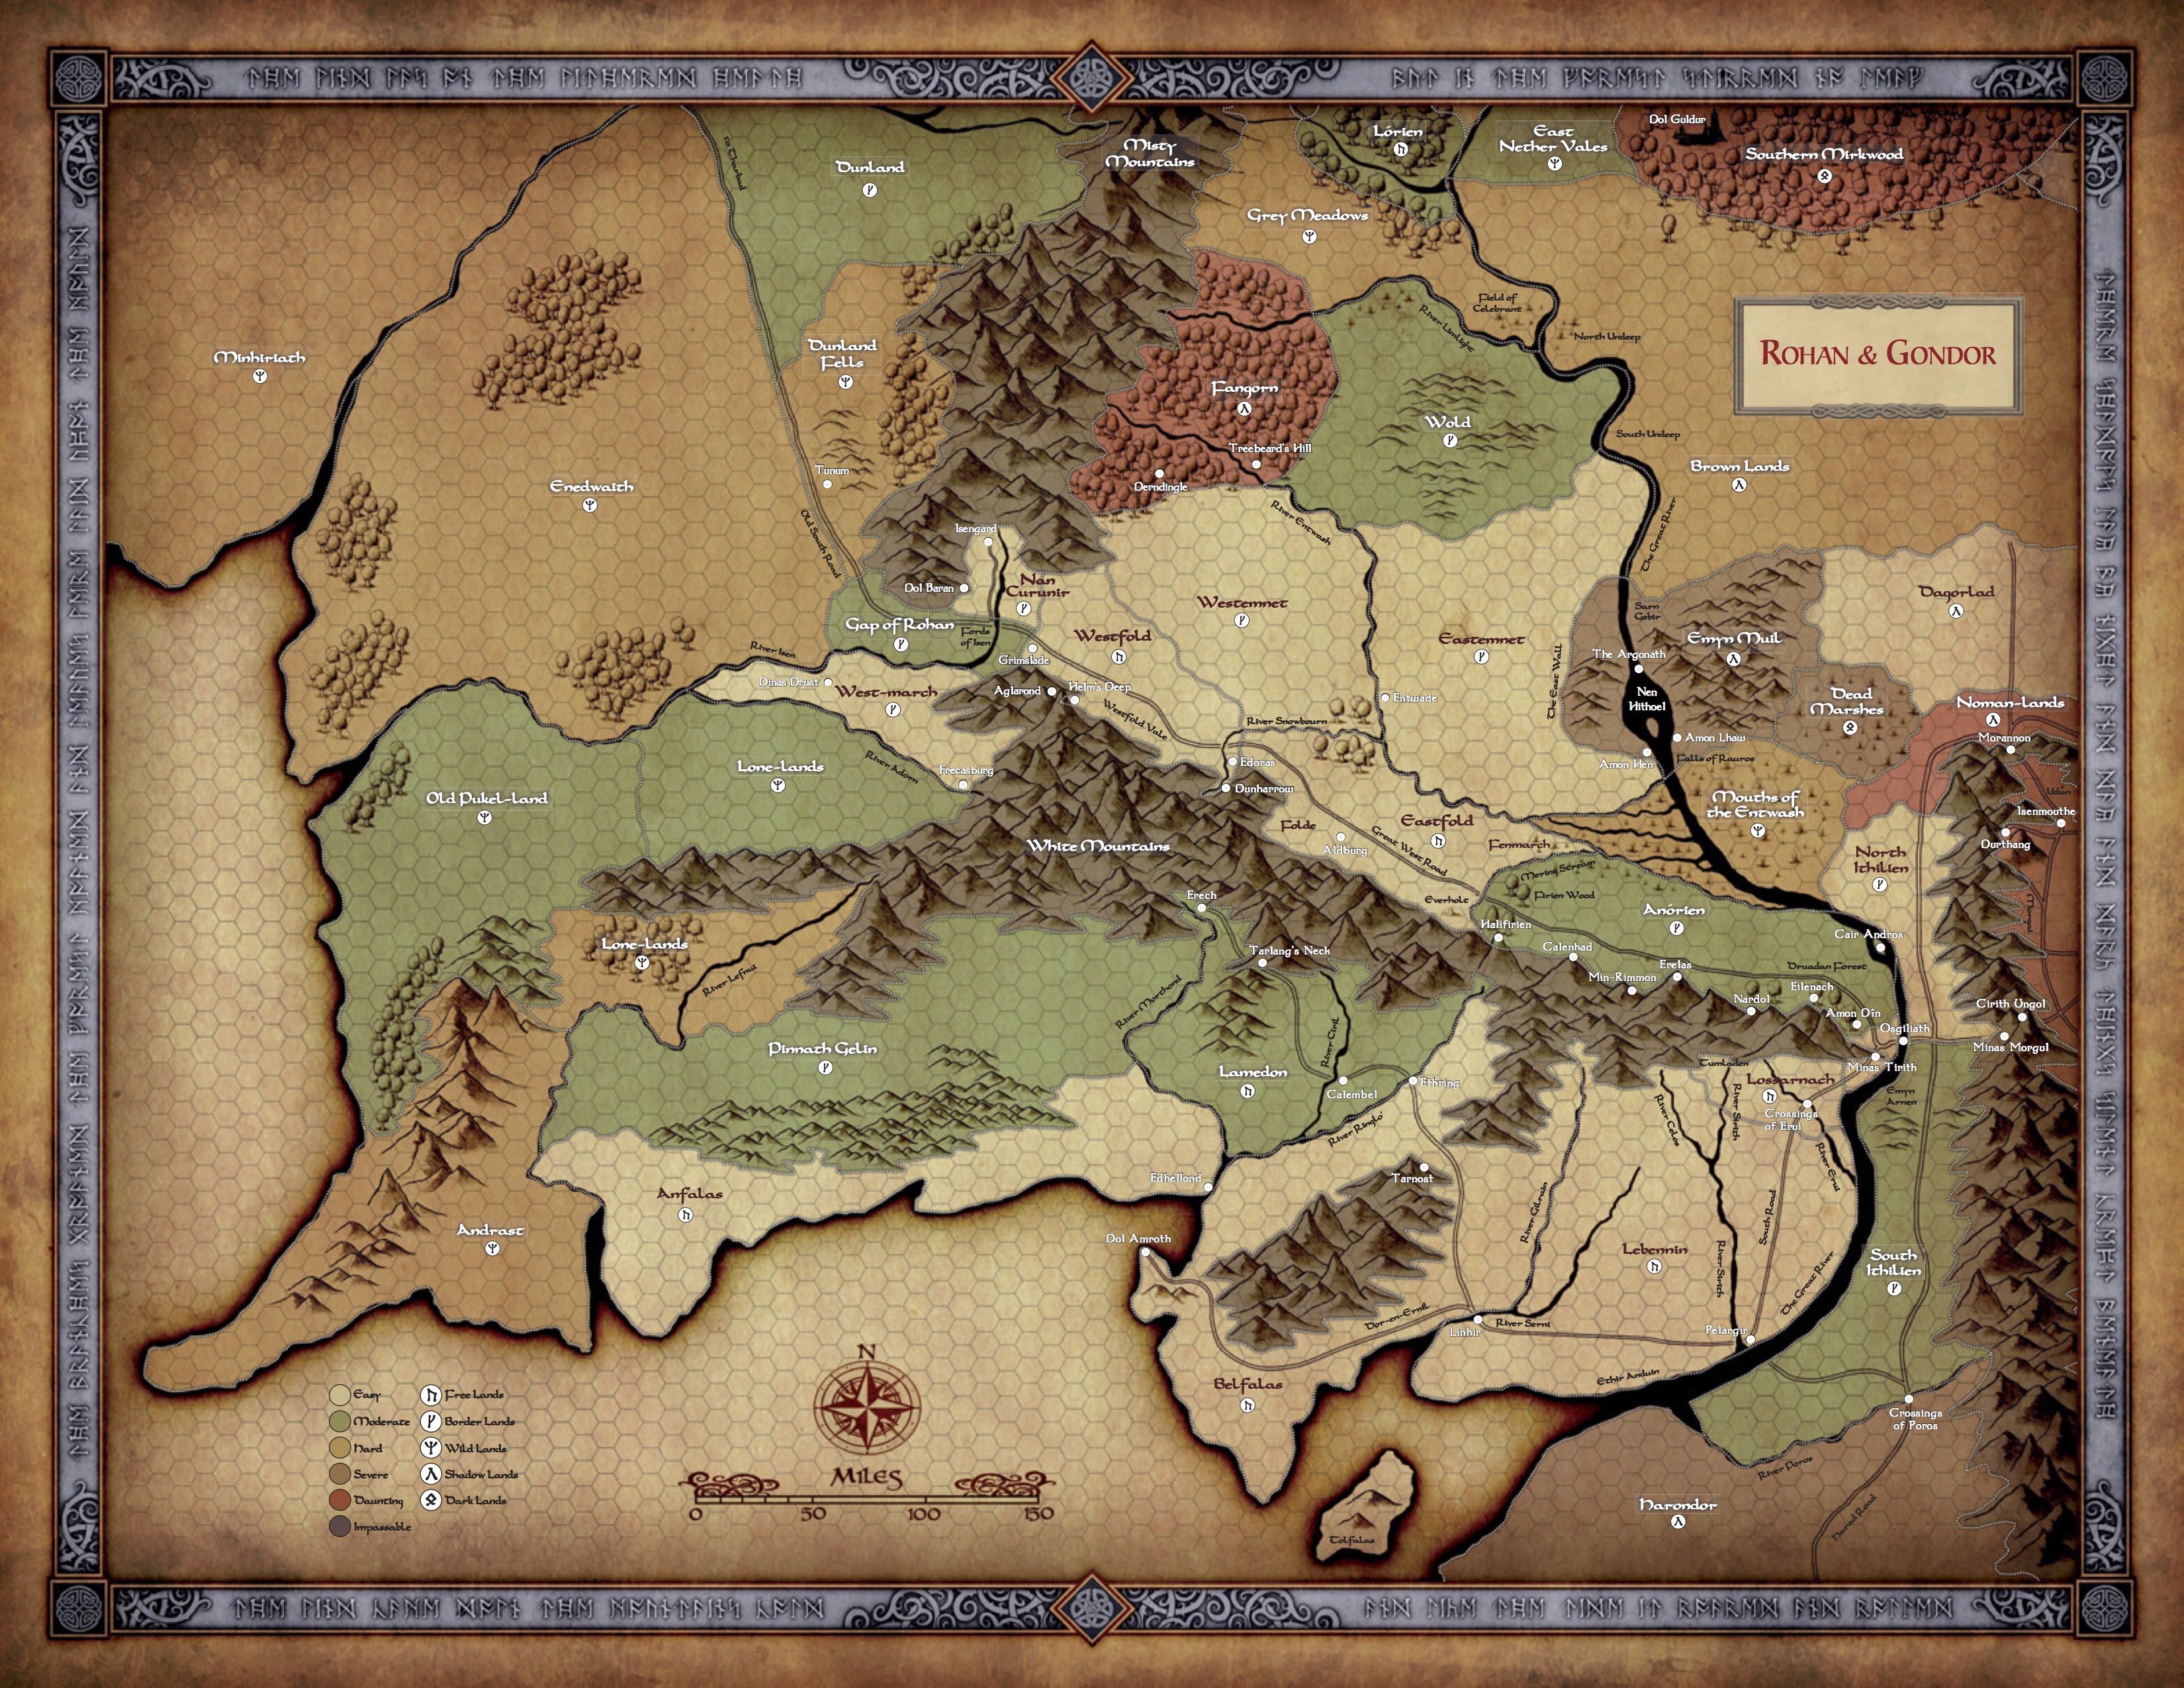 Dol Guldur
to Tharbad
Lórien
East
Nether Vales
Misty
Mountains
Dunland
Southern Mirkwood
Grey Meadows
Field of
Celebrant
River Limlight
North Undeep
ROHAN & GONDOR
Minhiriath
Dunland
Fells
Fangorn
Wold
Treebeard's Hill
South Undeep
Tunum
Derndingle
Brown Lands
Enedwaith
Old South Road
Isengard
River Entwash
The Great River
Dol Baran
Nan
Curunír
Westemnet
Dagorlad
Gap of Rohan
Fords
of Isen
Westfold
Eastemnet
Sarn
Gebir
Emyn Muil
River Isen
Grimslade
The Argonath
The East Wall
Dinas Drust
West-march
Aglarond
Helm's Deep
Entwade
Nen
Hithoel
Dead
Marshes
Noman-lands
Westfold Vale
River Snowbourn
Amon Lhaw
Morannon
Lone-lands
River Adorn
Frecasburg
Edoras
Dunharrow
Amon Hen
Falls of Rauros
Udûn
Old Pukel-land
Mouths of
the Entwash
Isenmouthe
Folde
Eastfold
Aldburg
Great West Road
Fenmarch
Durthang
White Mountains
North
Ithilien
Mering Stream
Firien Wood
Erech
Everholt
Anórien
Morgai
Lone-lands
River Lefnui
Tarlang's Neck
Halifirien
Calenhad
Cair Andros
Min-Rimmon
Erelas
Druadan Forest
Eilenach
Nardol
Amon Dîn
Cirith Ungol
River Morthond
River Ciril
Osgiliath
Pinnath Gelin
Minas Tirith
Minas Morgul
Lamedon
Tumladen
Lossarnach
Calembel
Ethring
River Celos
River Sirith
Crossings
of Erui
Emyn
Arnen
River Ringló
River Erui
Edhellond
Tarnost
Anfalas
River Gilrain
South Road
Andrast
Dol Amroth
Lebennin
River Sirith
South
Ithilien
The Great River
Dor-en-Ernil
Linhir
River Serni
Pelargir
N
Belfalas
Ethir Anduin
Crossings
of Poros
Easy
Free Lands
Moderate
Border Lands
Hard
Wild Lands
Severe
Shadow Lands
Daunting
Dark Lands
Impassable
MILES
0 50 100 150
River Poros
Harondor
Harad Road
Tolfalas